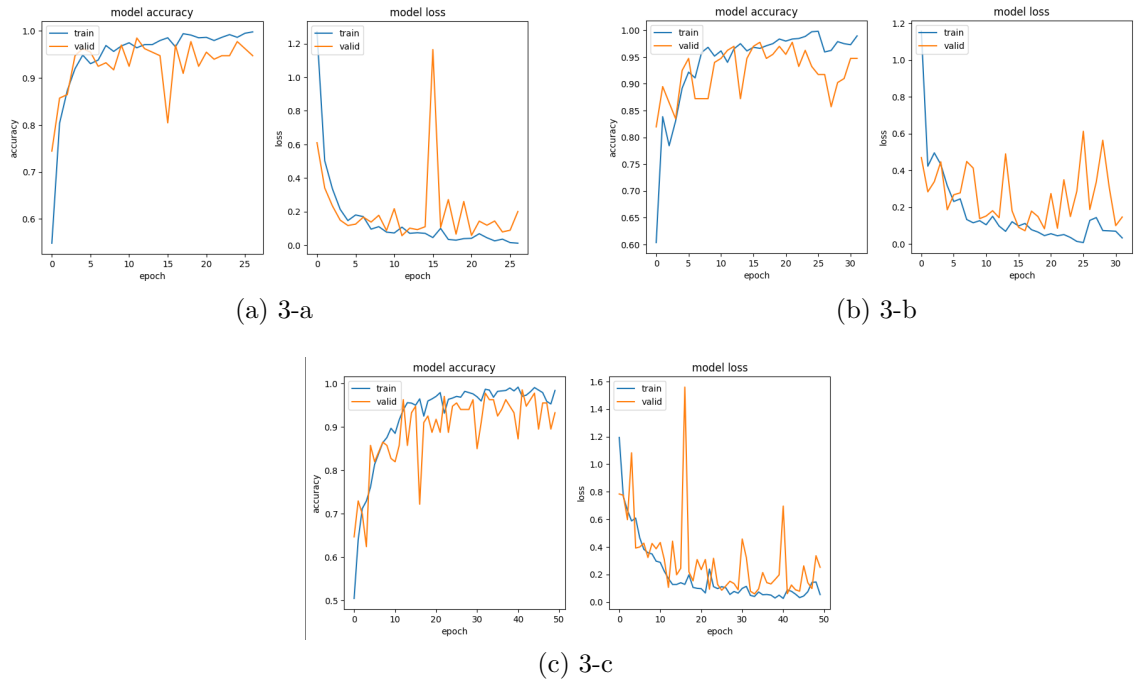 model accuracy
train
valid
1.0
0.9
0.8
0.7
0.6
accuracy
0 5 10 15 20 25
epoch
model loss
train
valid
1.2
1.0
0.8
0.6
0.4
0.2
0.0
loss
0 5 10 15 20 25
epoch
(a) 3-a
model accuracy
train
valid
1.00
0.95
0.90
0.85
0.80
0.75
0.70
0.65
0.60
accuracy
0 5 10 15 20 25 30
epoch
model loss
train
valid
1.2
1.0
0.8
0.6
0.4
0.2
0.0
loss
0 5 10 15 20 25 30
epoch
(b) 3-b
model accuracy
train
valid
1.0
0.9
0.8
0.7
0.6
0.5
accuracy
0 10 20 30 40 50
epoch
model loss
train
valid
1.6
1.4
1.2
1.0
0.8
0.6
0.4
0.2
0.0
loss
0 10 20 30 40 50
epoch
(c) 3-c